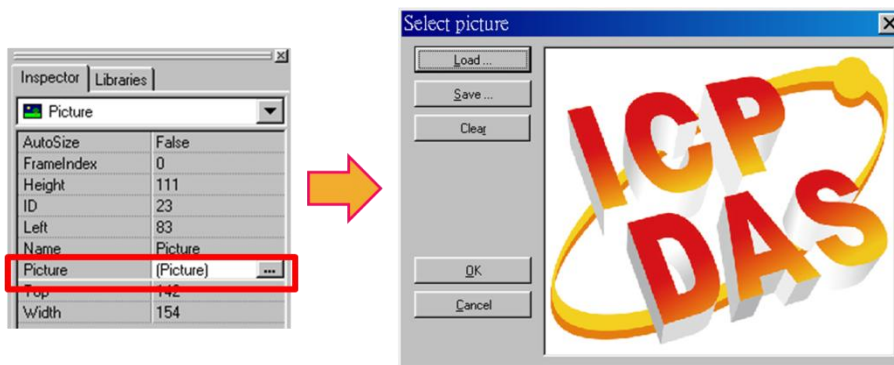 Inspector Libraries
Picture
AutoSize False
FrameIndex 0
Height 111
ID 23
Left 83
Name Picture
Picture (Picture) ...
Top 142
Width 154
Select picture
Load ...
Save ...
Clear
OK
Cancel
ICP
DAS